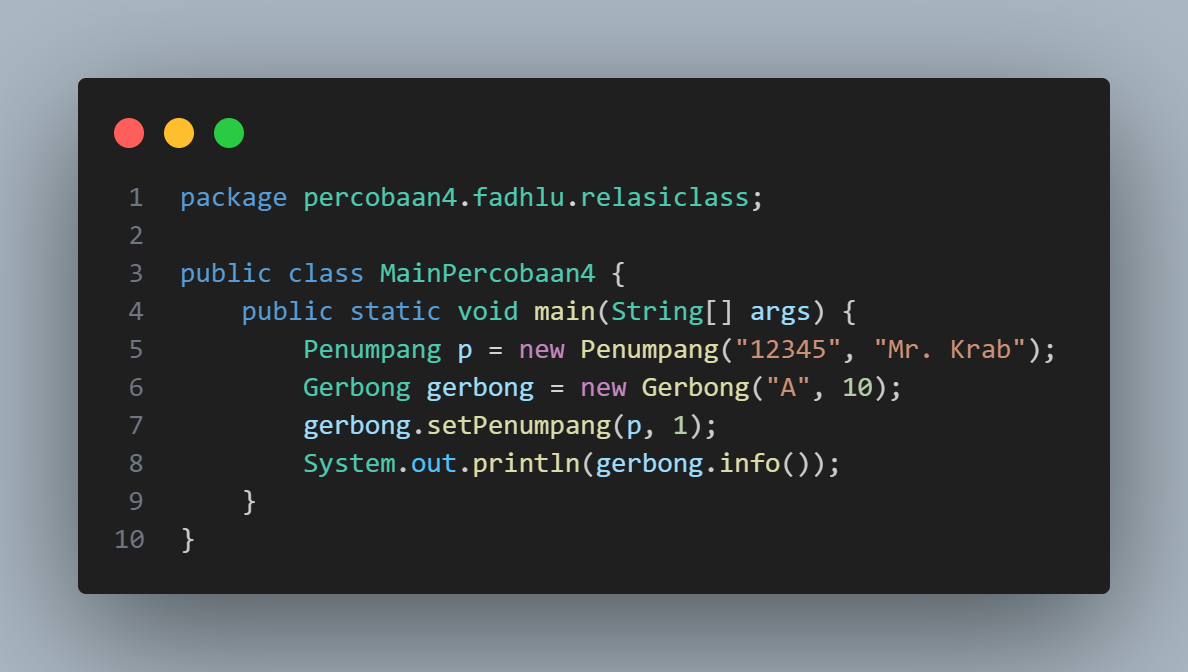 1 package percobaan4.fadhlu.relasiclass;
2
3 public class MainPercobaan4 {
4     public static void main(String[] args) {
5         Penumpang p = new Penumpang("12345", "Mr. Krab");
6         Gerbong gerbong = new Gerbong("A", 10);
7         gerbong.setPenumpang(p, 1);
8         System.out.println(gerbong.info());
9     }
10 }